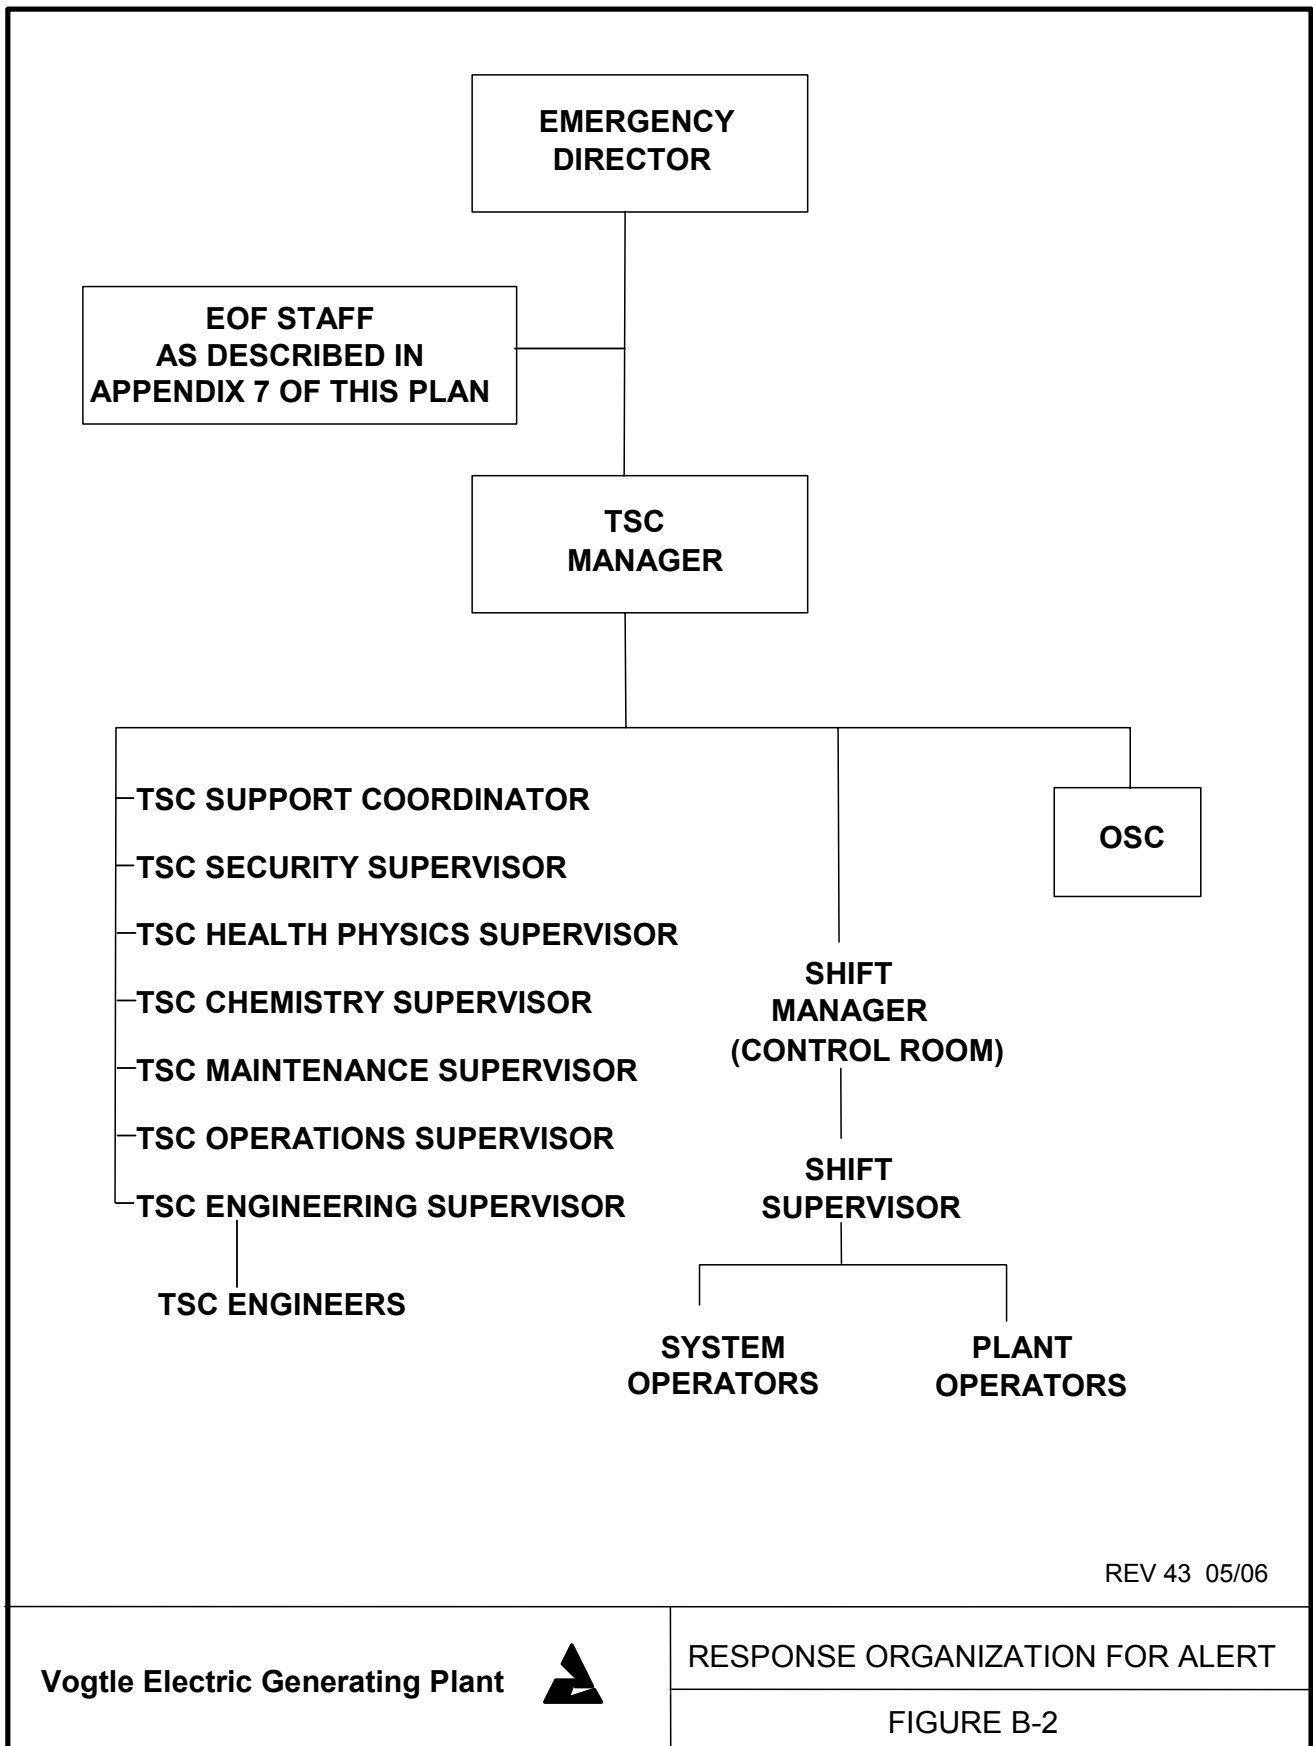 EMERGENCY
DIRECTOR
EOF STAFF
AS DESCRIBED IN
APPENDIX 7 OF THIS PLAN
TSC
MANAGER
TSC SUPPORT COORDINATOR
TSC SECURITY SUPERVISOR
TSC HEALTH PHYSICS SUPERVISOR
TSC CHEMISTRY SUPERVISOR
TSC MAINTENANCE SUPERVISOR
TSC OPERATIONS SUPERVISOR
TSC ENGINEERING SUPERVISOR
TSC ENGINEERS
SHIFT
MANAGER
(CONTROL ROOM)
SHIFT
SUPERVISOR
SYSTEM
OPERATORS
PLANT
OPERATORS
OSC
REV 43 05/06
Vogtle Electric Generating Plant
RESPONSE ORGANIZATION FOR ALERT
FIGURE B-2